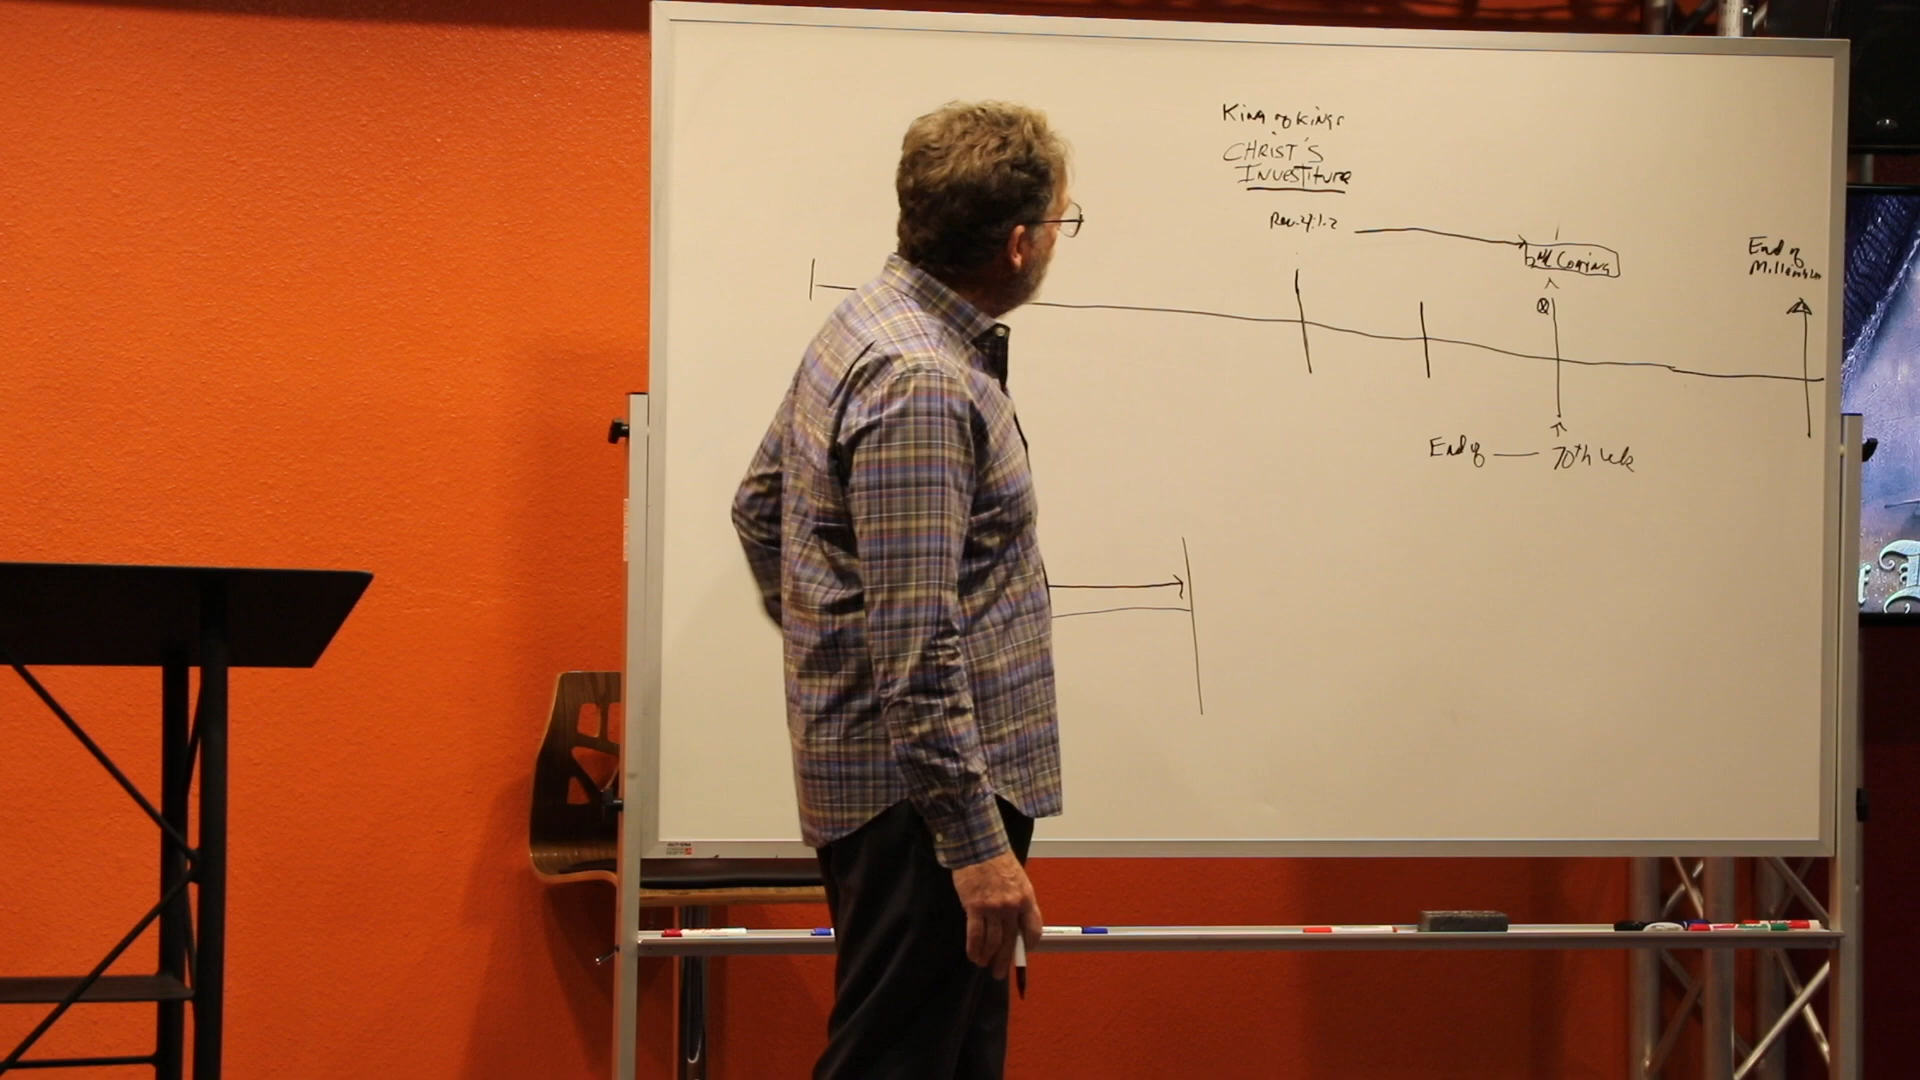 King of Kings
CHRIST'S
Investiture
Rev. 4:1-2
2nd Coming
End of
Millennium
End of — 70th wk